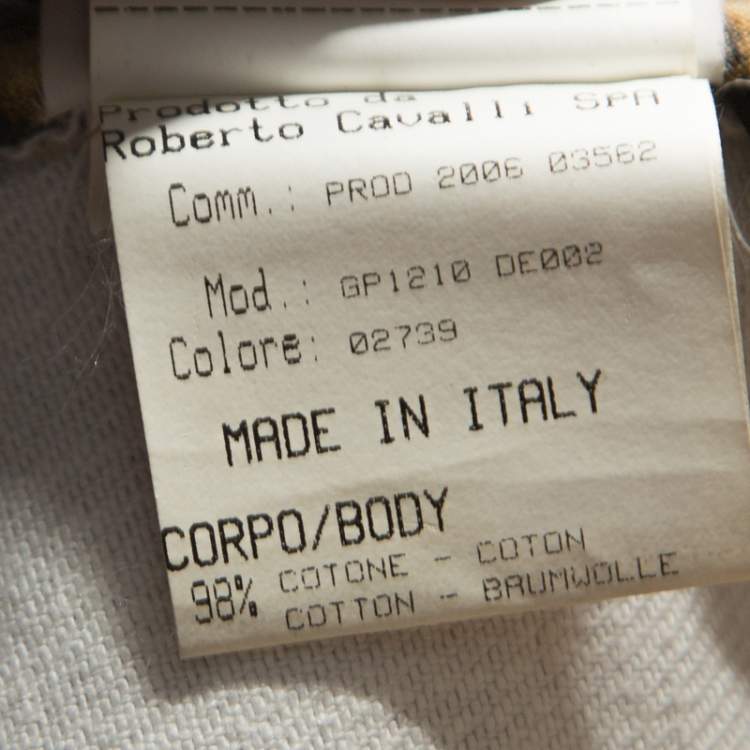 Prodotto da
Roberto Cavalli SPA
Comm.: PROD 2006 03562
Mod.: GP1210 DE002
Colore: 02739
MADE IN ITALY
CORPO/BODY
98% COTONE - COTON
COTTON - BAUMWOLLE